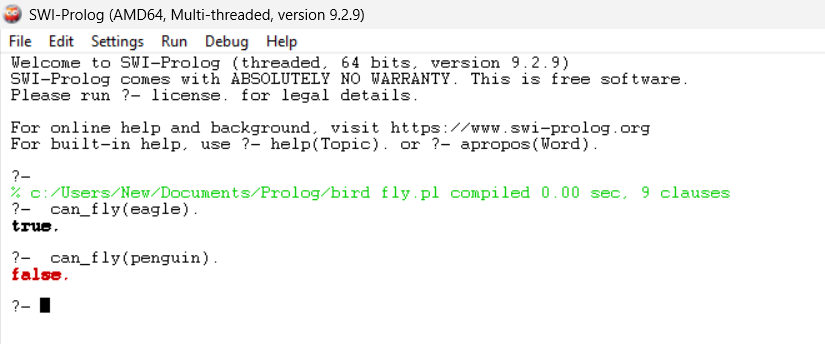 SWI-Prolog (AMD64, Multi-threaded, version 9.2.9)
File Edit Settings Run Debug Help
Welcome to SWI-Prolog (threaded, 64 bits, version 9.2.9)
SWI-Prolog comes with ABSOLUTELY NO WARRANTY. This is free software.
Please run ?- license. for legal details.
For online help and background, visit https://www.swi-prolog.org
For built-in help, use ?- help(Topic). or ?- apropos(Word).
?-
% c:/Users/New/Documents/Prolog/bird fly.pl compiled 0.00 sec, 9 clauses
?-  can_fly(eagle).
true.
?-  can_fly(penguin).
false.
?-